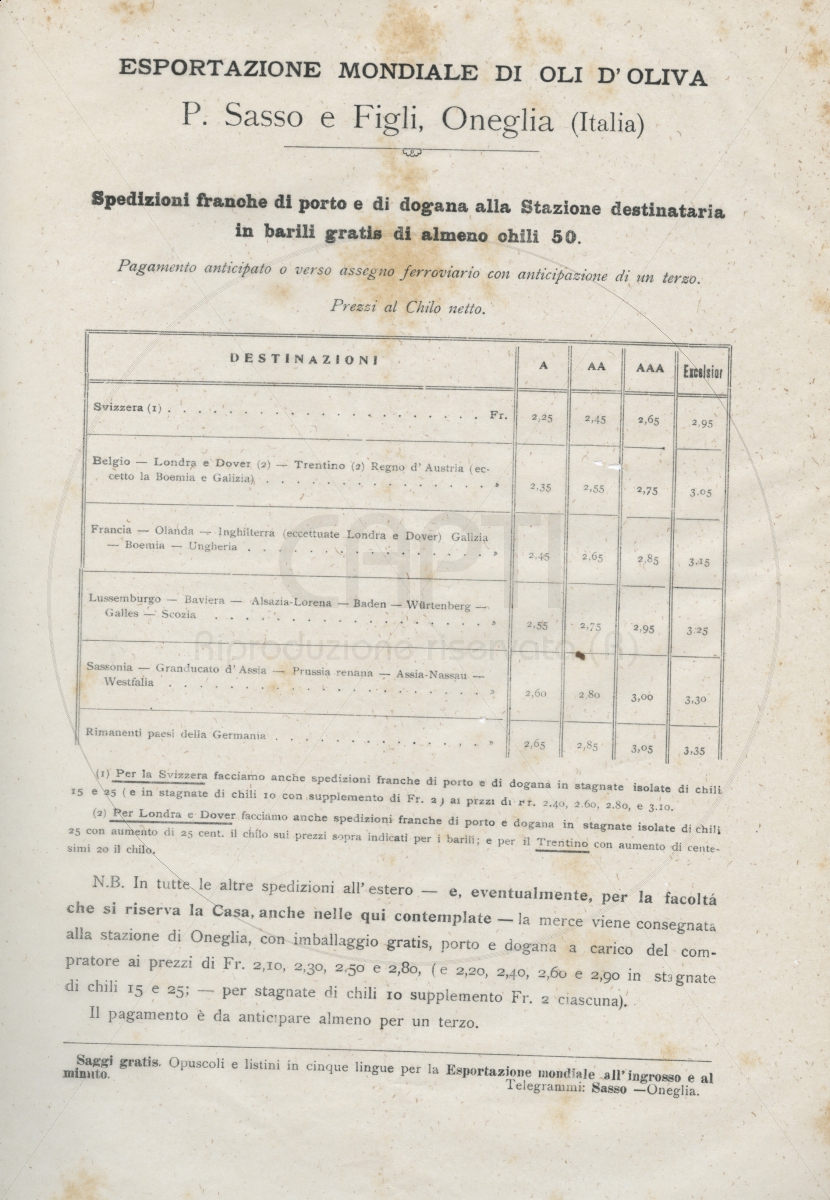 ESPORTAZIONE MONDIALE DI OLI D'OLIVA
P. Sasso e Figli, Oneglia (Italia)
Spedizioni franche di porto e di dogana alla Stazione destinataria
in barili gratis di almeno chili 50.
Pagamento anticipato o verso assegno ferroviario con anticipazione di un terzo.
Prezzi al Chilo netto.
DESTINAZIONI A AA AAA Excelsior
Svizzera (1) . . . . . . . . . . . . . . . . . . . . Fr. 2,25 2,45 2,65 2,95
Belgio — Londra e Dover (2) — Trentino (2) Regno d' Austria (ec-
cetto la Boemia e Galizia) . . . . . . . . . . . . . . . » 2,35 2,55 2,75 3,05
Francia — Olanda — Inghilterra (eccettuate Londra e Dover) Galizia
— Boemia — Ungheria . . . . . . . . . . . . . . . . » 2,45 2,65 2,85 3,15
Lussemburgo — Baviera — Alsazia-Lorena — Baden — Würtenberg —
Galles — Scozia . . . . . . . . . . . . . . . . . . » 2,55 2,75 2,95 3,25
Sassonia — Granducato d' Assia — Prussia renana — Assia-Nassau —
Westfalia . . . . . . . . . . . . . . . . . . . . » 2,60 2,80 3,00 3,30
Rimanenti paesi della Germania . . . . . . . . . . . . » 2,65 2,85 3,05 3,35
(1) Per la Svizzera facciamo anche spedizioni franche di porto e di dogana in stagnate isolate di chili
15 e 25 (e in stagnate di chili 10 con supplemento di Fr. 2) ai przzi di Fr. 2,40, 2.60, 2.80, e 3.10.
(2) Per Londra e Dover facciamo anche spedizioni franche di porto e dogana in stagnate isolate di chili
25 con aumento di 25 cent. il chilo sui prezzi sopra indicati per i barili; e per il Trentino con aumento di cente-
simi 20 il chilo.
N.B. In tutte le altre spedizioni all' estero — e, eventualmente, per la facoltá
che si riserva la Casa, anche nelle qui contemplate — la merce viene consegnata
alla stazione di Oneglia, con imballaggio gratis, porto e dogana a carico del com-
pratore ai prezzi di Fr. 2,10, 2,30, 2,50 e 2,80, (e 2,20, 2,40, 2,60 e 2,90 in stagnate
di chili 15 e 25; — per stagnate di chili 10 supplemento Fr. 2 ciascuna).
Il pagamento è da anticipare almeno per un terzo.
Saggi gratis. Opuscoli e listini in cinque lingue per la Esportazione mondiale all'ingrosso e al
minuto.
Telegrammi: Sasso —Oneglia.
CAPTI
Riproduzione riservata (A)